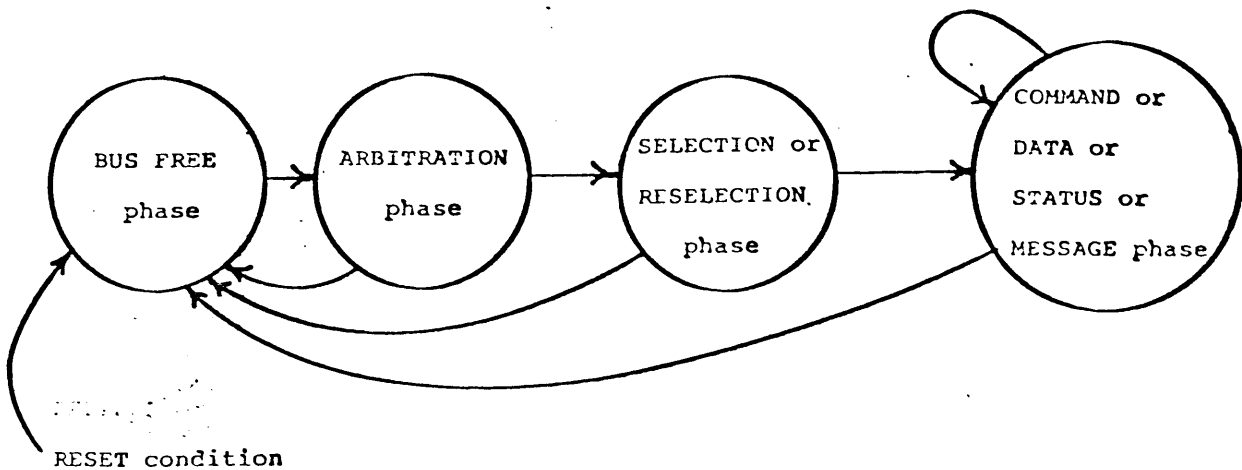 BUS FREE
phase
ARBITRATION
phase
SELECTION or
RESELECTION
phase
COMMAND or
DATA or
STATUS or
MESSAGE phase
RESET condition